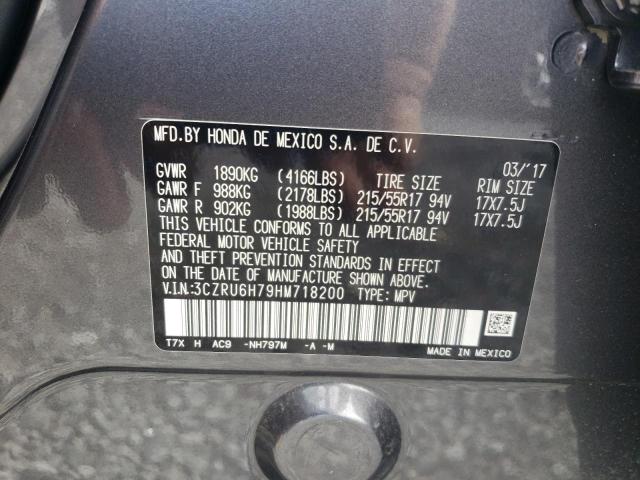 MFD.BY HONDA DE MEXICO S.A. DE C.V.
03/'17
GVWR 1890KG (4166LBS) TIRE SIZE RIM SIZE
GAWR F 988KG (2178LBS) 215/55R17 94V 17X7.5J
GAWR R 902KG (1988LBS) 215/55R17 94V 17X7.5J
THIS VEHICLE CONFORMS TO ALL APPLICABLE
FEDERAL MOTOR VEHICLE SAFETY
AND THEFT PREVENTION STANDARDS IN EFFECT
ON THE DATE OF MANUFACTURE SHOWN ABOVE.
V.I.N.:3CZRU6H79HM718200 TYPE: MPV
T7X H AC9 -NH797M -A -M
MADE IN MEXICO